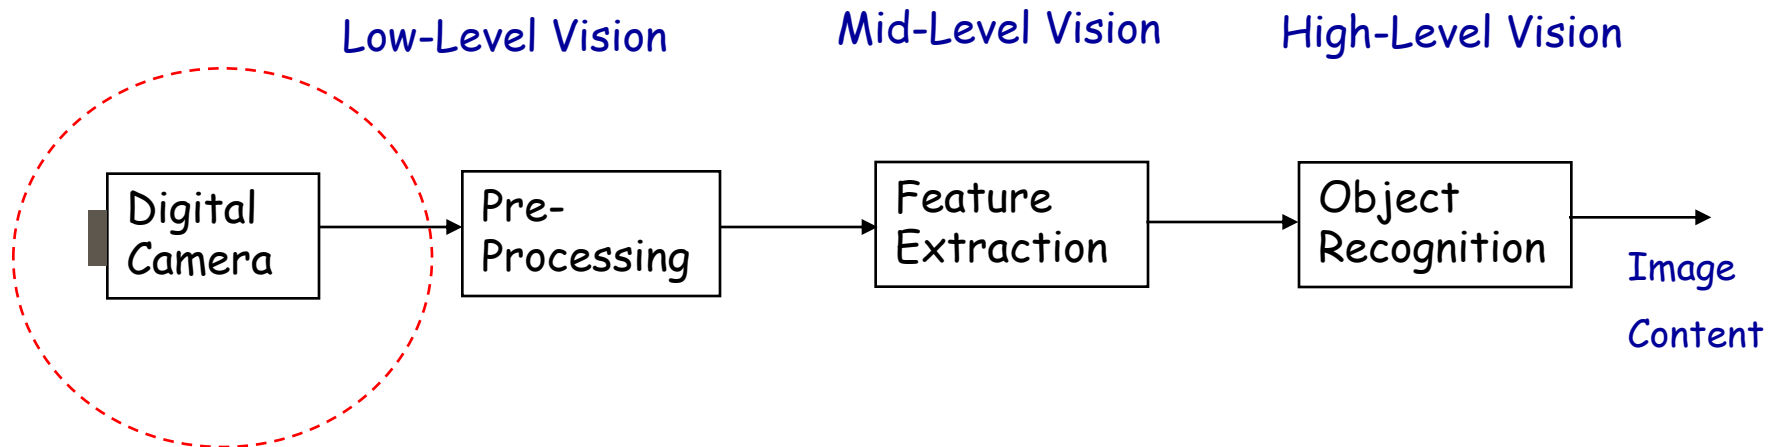 Low-Level Vision
Mid-Level Vision
High-Level Vision
Digital
Camera
Pre-
Processing
Feature
Extraction
Object
Recognition
Image
Content